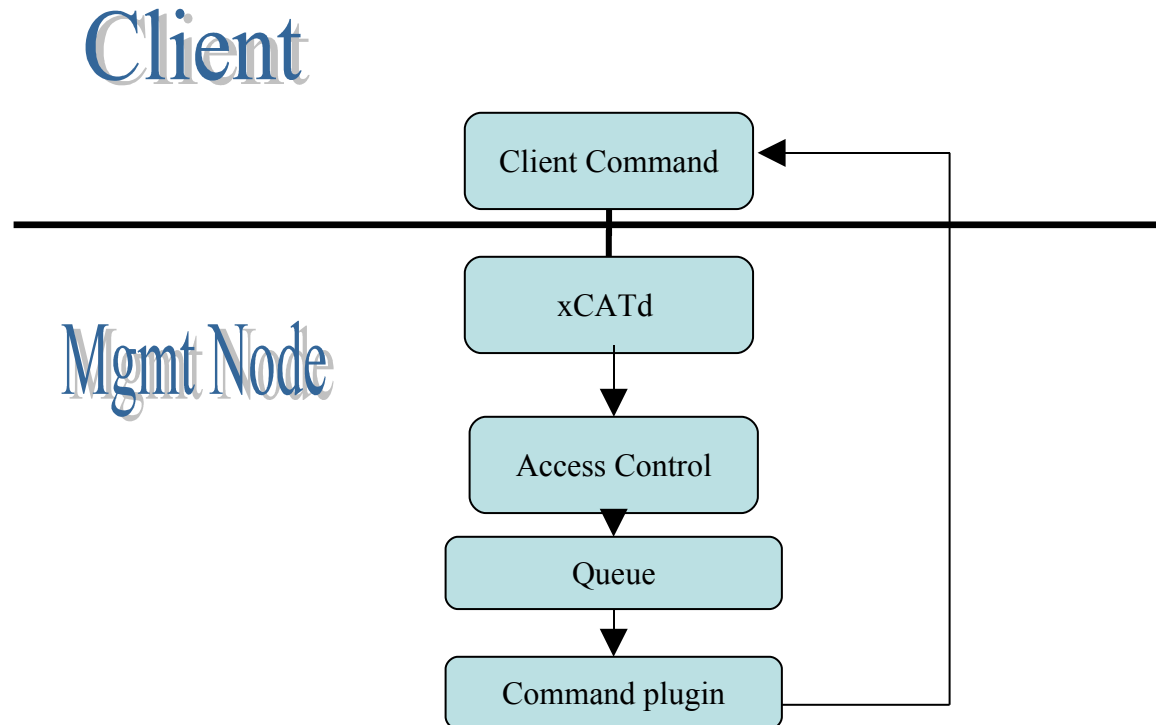 Client
Client Command
xCATd
Mgmt Node
Access Control
Queue
Command plugin